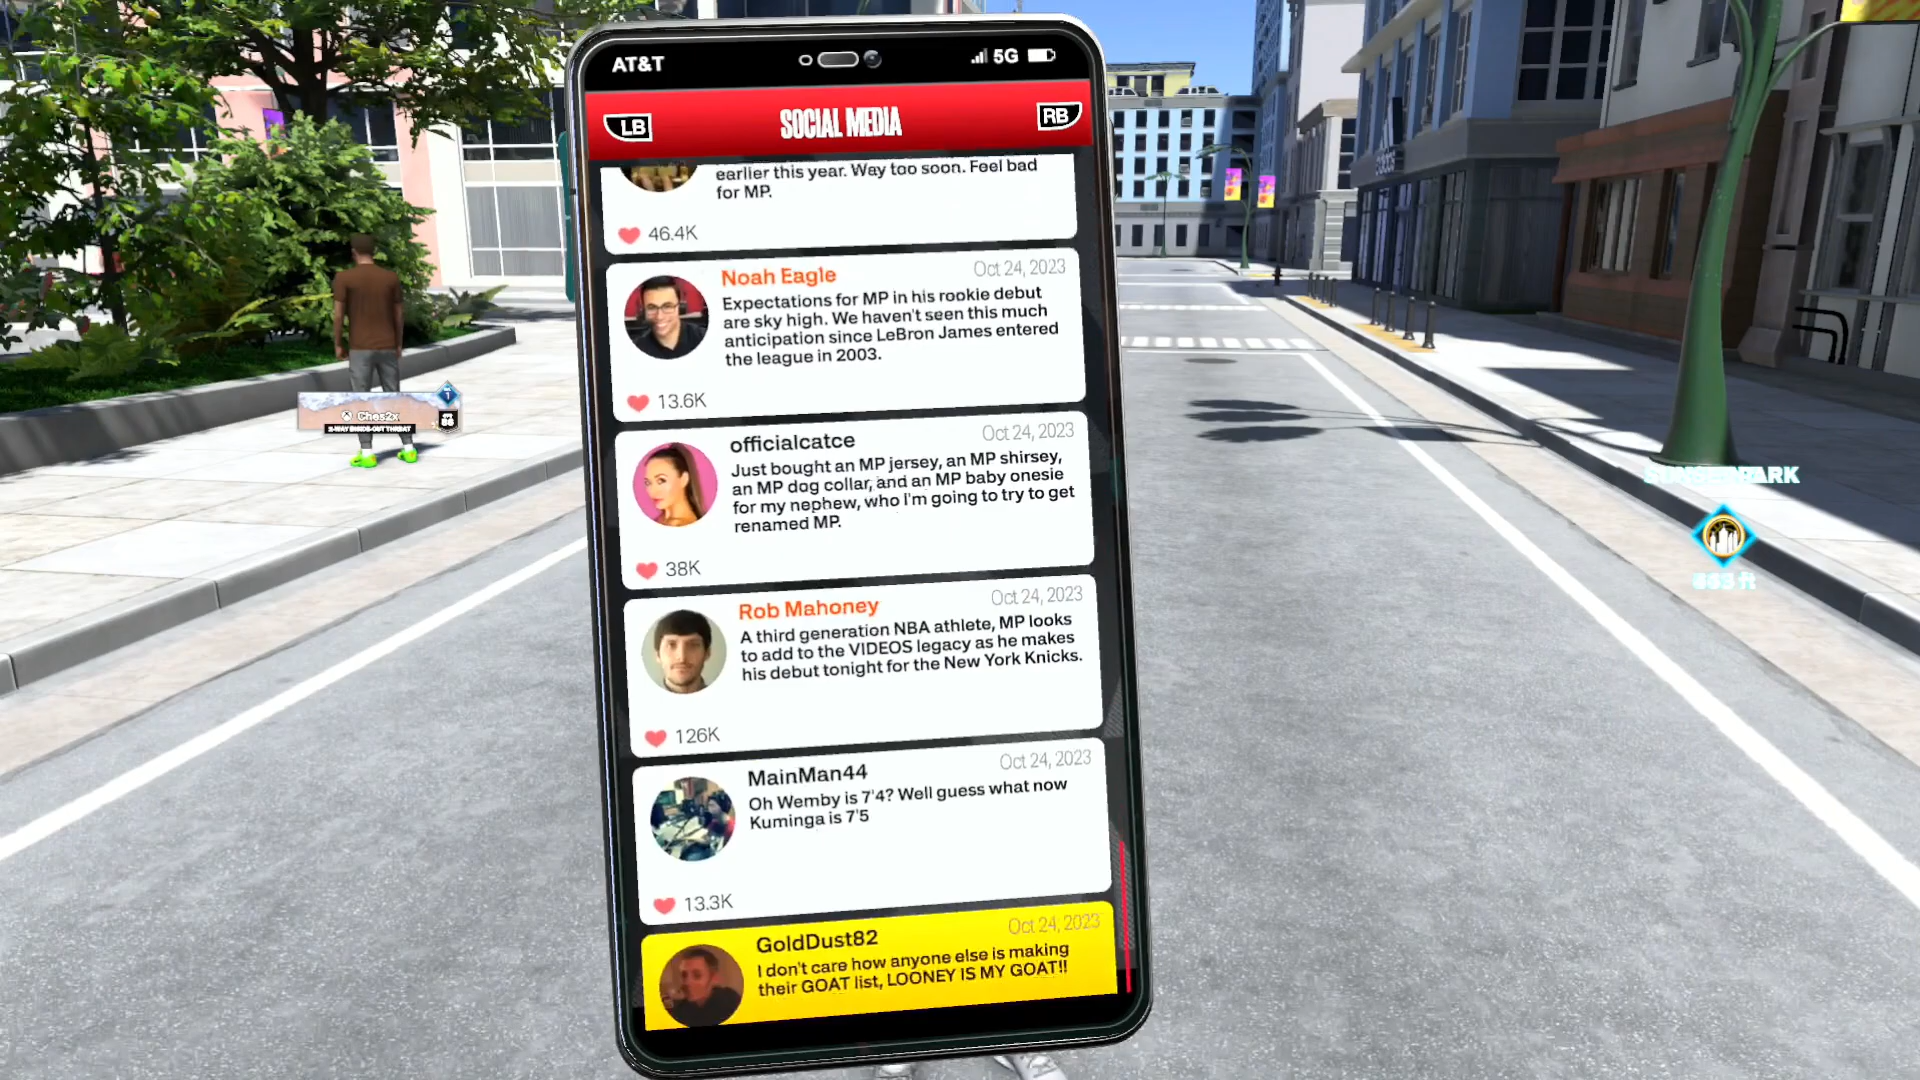 AT&T
5G
LB
SOCIAL MEDIA
RB
earlier this year. Way too soon. Feel bad
for MP.
46.4K
Noah Eagle
Oct 24, 2023
Expectations for MP in his rookie debut
are sky high. We haven't seen this much
anticipation since LeBron James entered
the league in 2003.
13.6K
officialcatce
Oct 24, 2023
Just bought an MP jersey, an MP shirsey,
an MP dog collar, and an MP baby onesie
for my nephew, who I'm going to try to get
renamed MP.
38K
Rob Mahoney
Oct 24, 2023
A third generation NBA athlete, MP looks
to add to the VIDEOS legacy as he makes
his debut tonight for the New York Knicks.
126K
MainMan44
Oct 24, 2023
Oh Wemby is 7'4? Well guess what now
Kuminga is 7'5
13.3K
GoldDust82
Oct 24, 2023
I don't care how anyone else is making
their GOAT list, LOONEY IS MY GOAT!!
Ches2x
2-WAY INSIDE-OUT THREAT